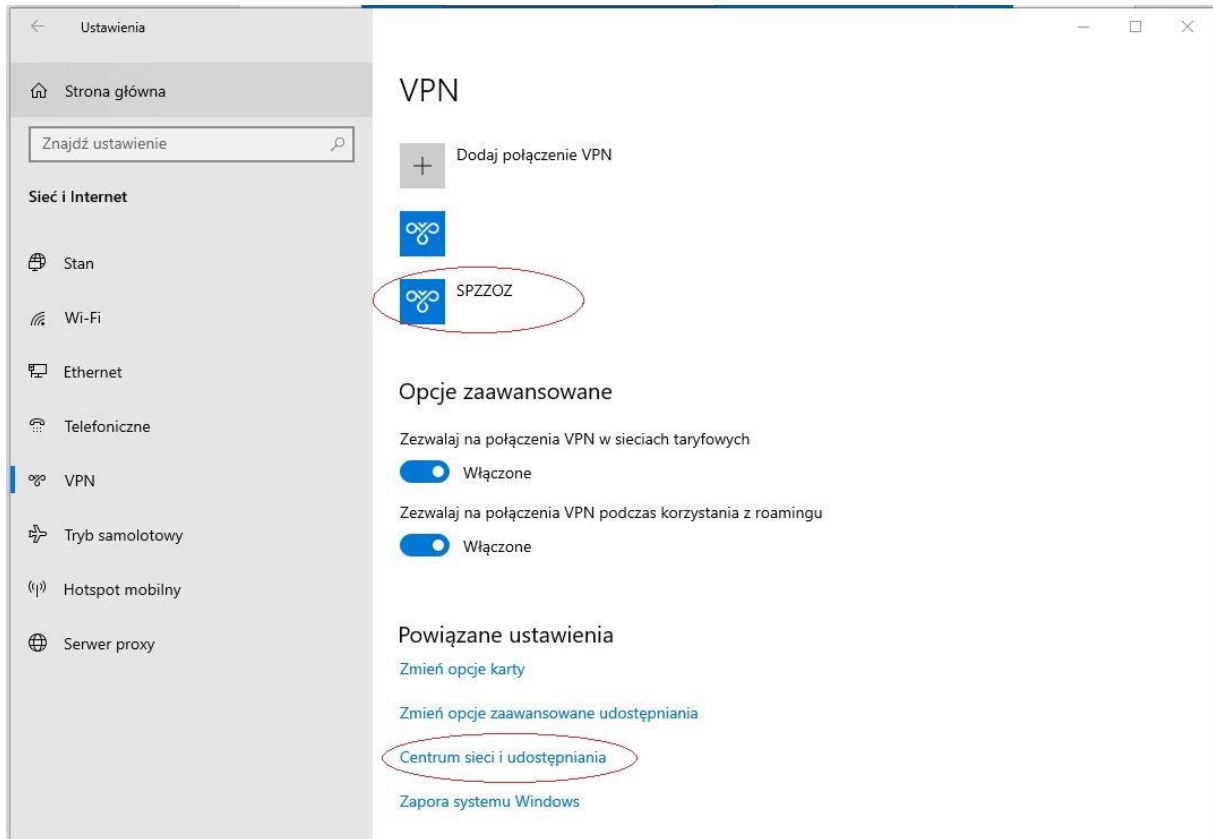 Ustawienia
Strona główna
Znajdź ustawienie
Sieć i Internet
Stan
Wi-Fi
Ethernet
Telefoniczne
VPN
Tryb samolotowy
Hotspot mobilny
Serwer proxy
VPN
Dodaj połączenie VPN
SPZZOZ
Opcje zaawansowane
Zezwalaj na połączenia VPN w sieciach taryfowych
Włączone
Zezwalaj na połączenia VPN podczas korzystania z roamingu
Włączone
Powiązane ustawienia
Zmień opcje karty
Zmień opcje zaawansowane udostępniania
Centrum sieci i udostępniania
Zapora systemu Windows